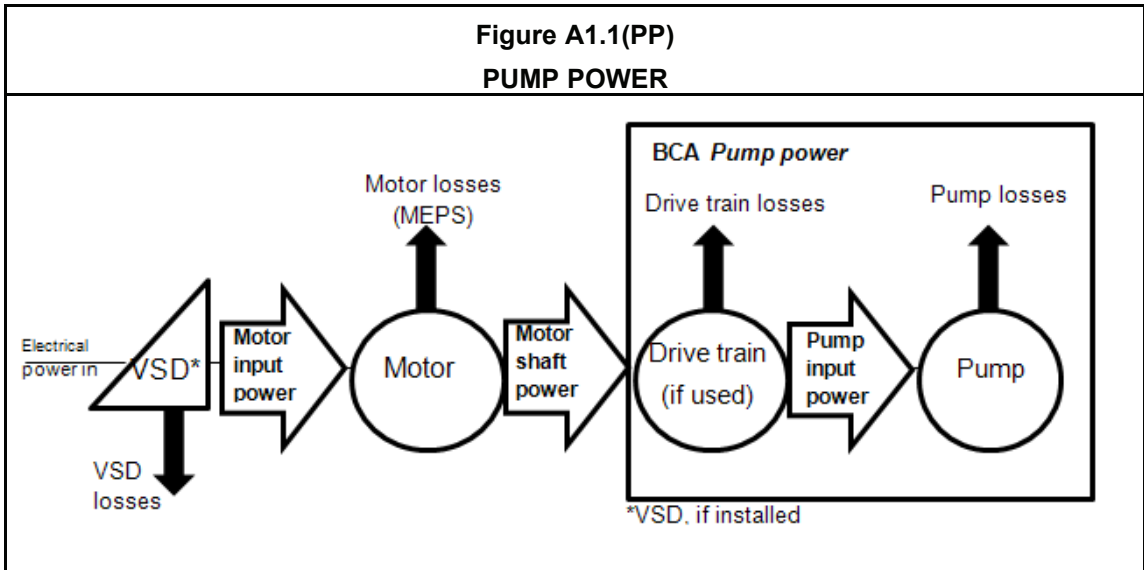 Figure A1.1(PP)
PUMP POWER
BCA Pump power
Motor losses
(MEPS)
Drive train losses
Pump losses
Electrical
power in
VSD*
Motor
input
power
Motor
Motor
shaft
power
Drive train
(if used)
Pump
input
power
Pump
VSD
losses
*VSD, if installed